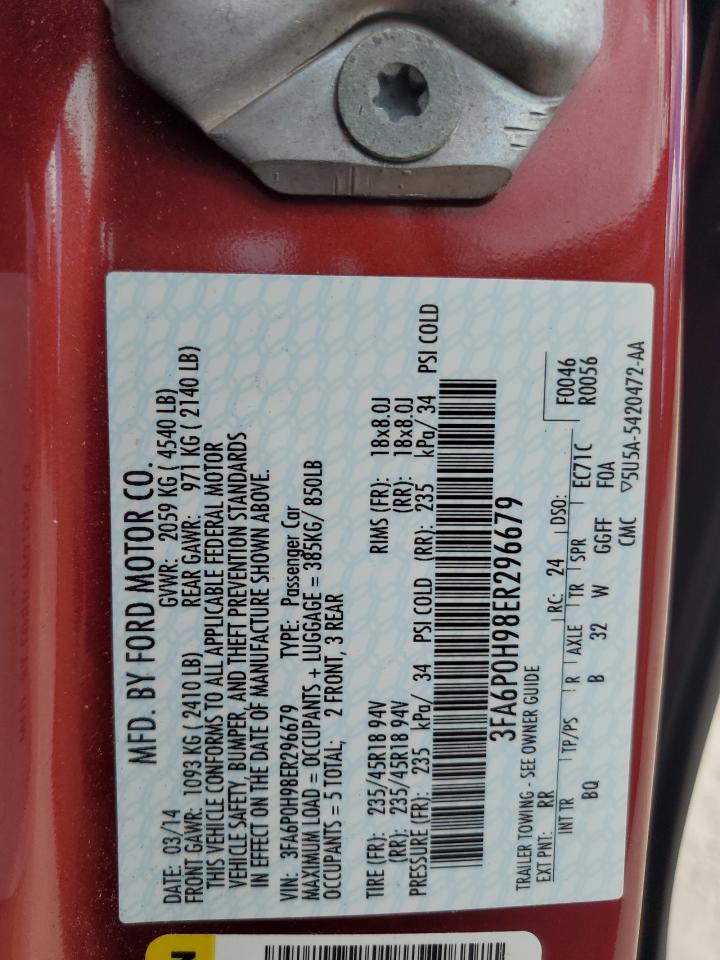 MFD. BY FORD MOTOR CO.
DATE: 03/14 GVWR: 2059 KG ( 4540 LB)
FRONT GAWR: 1093 KG ( 2410 LB) REAR GAWR: 971 KG ( 2140 LB)
THIS VEHICLE CONFORMS TO ALL APPLICABLE FEDERAL MOTOR
VEHICLE SAFETY, BUMPER, AND THEFT PREVENTION STANDARDS
IN EFFECT ON THE DATE OF MANUFACTURE SHOWN ABOVE.
VIN: 3FA6P0H98ER296679 TYPE: Passenger Car
MAXIMUM LOAD = OCCUPANTS + LUGGAGE = 385KG/ 850LB
OCCUPANTS = 5 TOTAL; 2 FRONT, 3 REAR
TIRE (FR): 235/45R18 94V RIMS (FR): 18x8.0J
(RR): 235/45R18 94V (RR): 18x8.0J
PRESSURE (FR): 235 kPa/ 34 PSI COLD (RR): 235 kPa/ 34 PSI COLD
3FA6P0H98ER296679
TRAILER TOWING - SEE OWNER GUIDE
EXT PNT: RR RC: 24 DSO: F0046
R0056
INT TR TP/PS R AXLE TR SPR EC71C
BQ B 32 W GGFF F0A
CMC ▽5U5A-5420472-AA
N